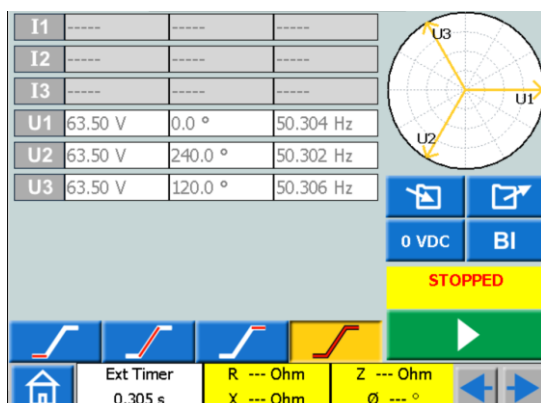 I1 ----- ----- -----
I2 ----- ----- -----
I3 ----- ----- -----
U1 63.50 V 0.0 ° 50.304 Hz
U2 63.50 V 240.0 ° 50.302 Hz
U3 63.50 V 120.0 ° 50.306 Hz
U3
U1
U2
0 VDC BI
STOPPED
Ext Timer
0.305 s
R --- Ohm
X --- Ohm
Z --- Ohm
Ø --- °